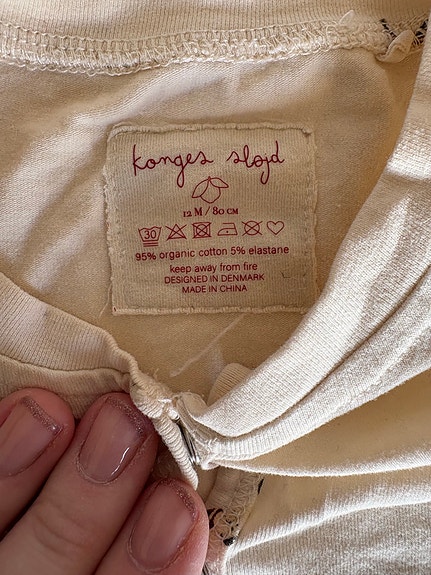 konges sløjd
12 M / 80 CM
30
95% organic cotton 5% elastane
keep away from fire
DESIGNED IN DENMARK
MADE IN CHINA